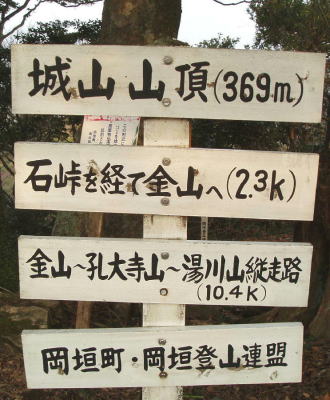 城山山頂(369m)
石峠を経て金山へ(2.3K)
金山~孔大寺山~湯川山縦走路
(10.4K)
岡垣町・岡垣登山連盟